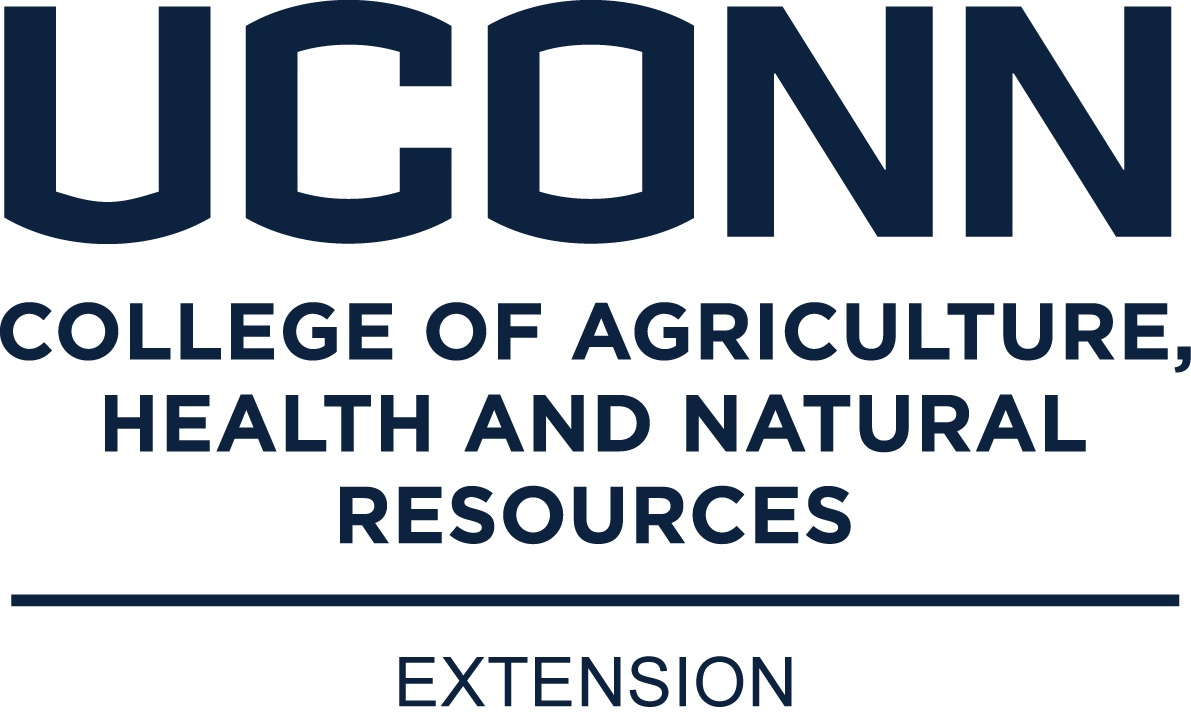 UCONN
COLLEGE OF AGRICULTURE,
HEALTH AND NATURAL
RESOURCES
EXTENSION